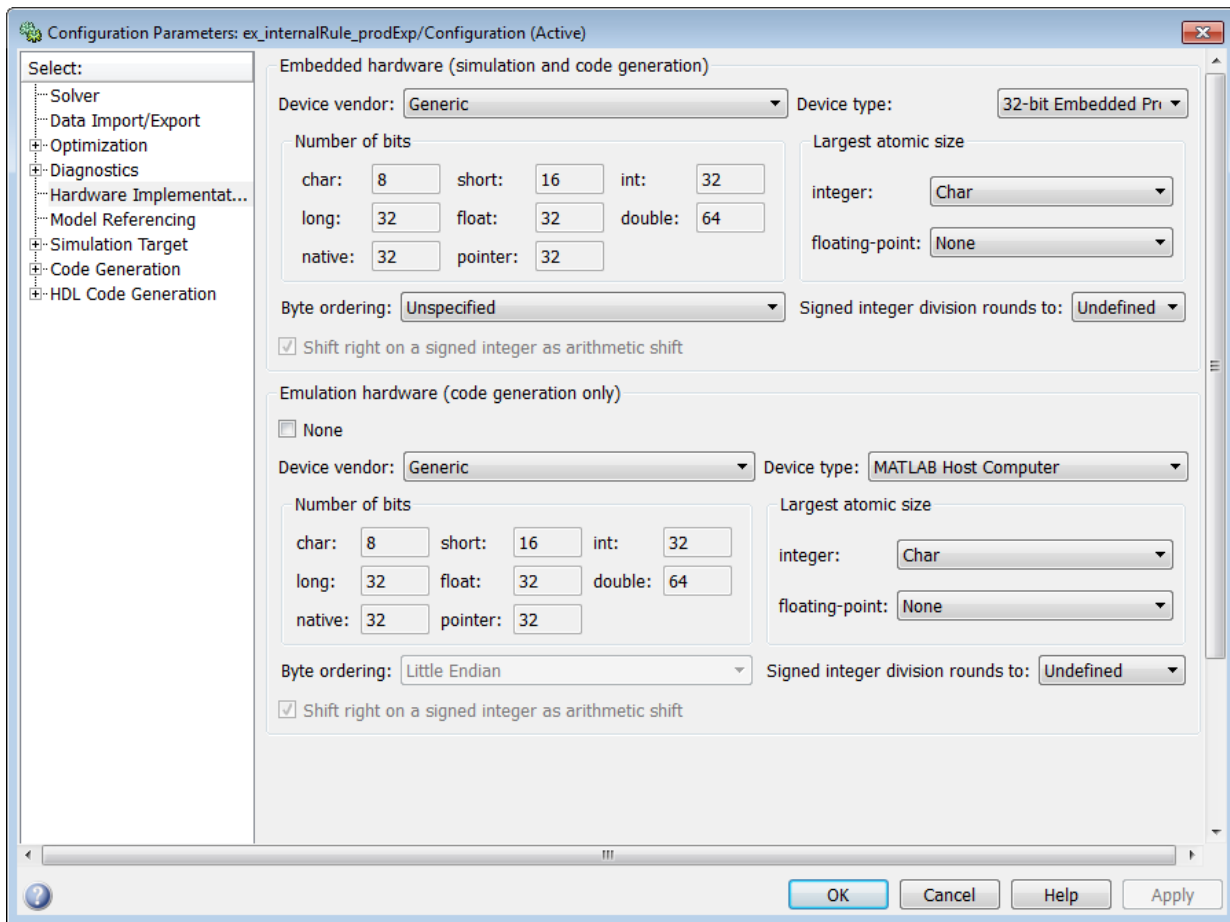 Configuration Parameters: ex_internalRule_prodExp/Configuration (Active)
Select:
Solver
Data Import/Export
Optimization
Diagnostics
Hardware Implementat...
Model Referencing
Simulation Target
Code Generation
HDL Code Generation
Embedded hardware (simulation and code generation)
Device vendor: Generic Device type: 32-bit Embedded Pr
Number of bits Largest atomic size
char: 8 short: 16 int: 32
integer: Char
long: 32 float: 32 double: 64
floating-point: None
native: 32 pointer: 32
Byte ordering: Unspecified Signed integer division rounds to: Undefined
Shift right on a signed integer as arithmetic shift
Emulation hardware (code generation only)
None
Device vendor: Generic Device type: MATLAB Host Computer
Number of bits Largest atomic size
char: 8 short: 16 int: 32
integer: Char
long: 32 float: 32 double: 64
floating-point: None
native: 32 pointer: 32
Byte ordering: Little Endian Signed integer division rounds to: Undefined
Shift right on a signed integer as arithmetic shift
OK Cancel Help Apply